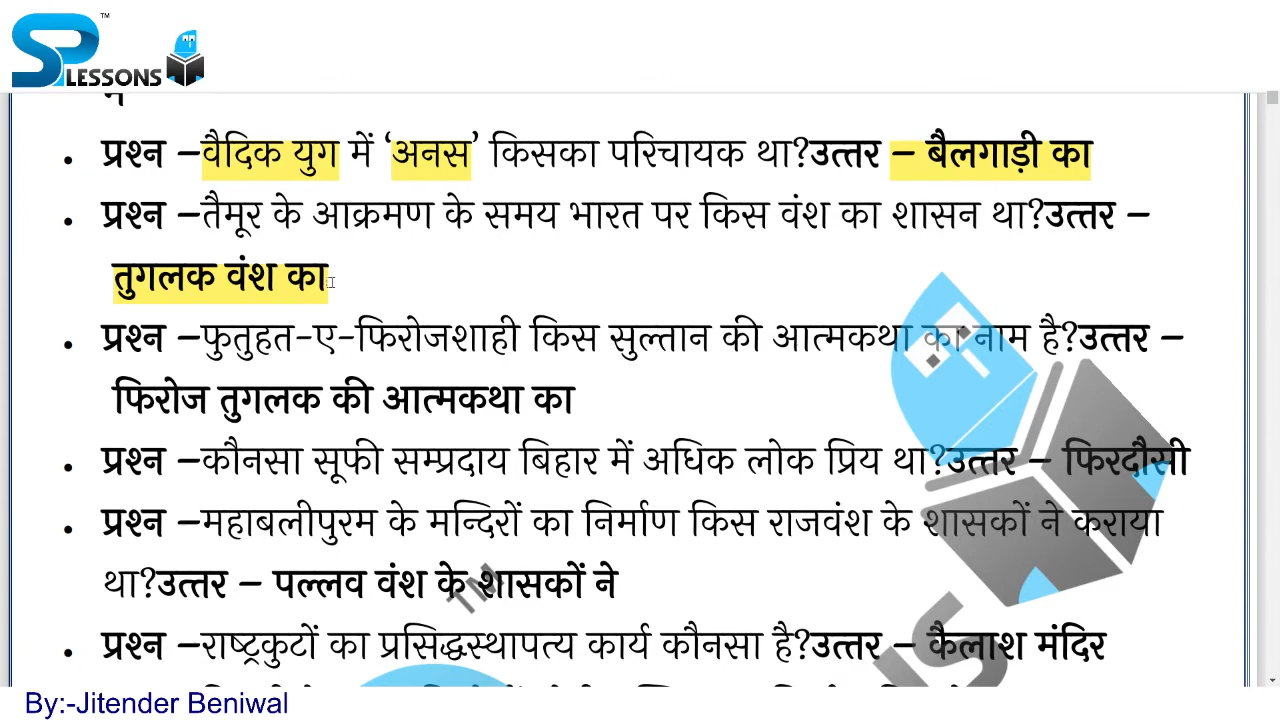 SP LESSONS ™
में
प्रश्न –वैदिक युग में ‘अनस’ किसका परिचायक था?उत्तर – बैलगाड़ी का
प्रश्न –तैमूर के आक्रमण के समय भारत पर किस वंश का शासन था?उत्तर –
तुगलक वंश का
प्रश्न –फुतुहत-ए-फिरोजशाही किस सुल्तान की आत्मकथा का नाम है?उत्तर –
फिरोज तुगलक की आत्मकथा का
प्रश्न –कौनसा सूफी सम्प्रदाय बिहार में अधिक लोक प्रिय था?उत्तर – फिरदौसी
प्रश्न –महाबलीपुरम के मन्दिरों का निर्माण किस राजवंश के शासकों ने कराया
था?उत्तर – पल्लव वंश के शासकों ने
TM
प्रश्न –राष्ट्रकुटों का प्रसिद्धस्थापत्य कार्य कौनसा है?उत्तर – कैलाश मंदिर
By:-Jitender Beniwal